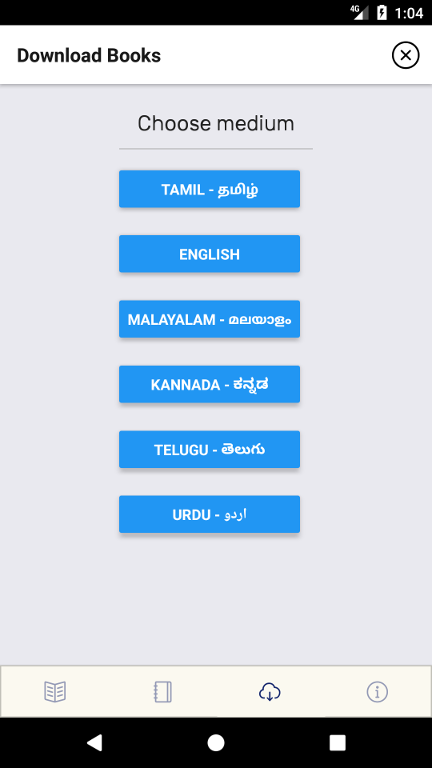 4G 1:04
Download Books
Choose medium
TAMIL - தமிழ்
ENGLISH
MALAYALAM - മലയാളം
KANNADA - ಕನ್ನಡ
TELUGU - తెలుగు
URDU - اردو